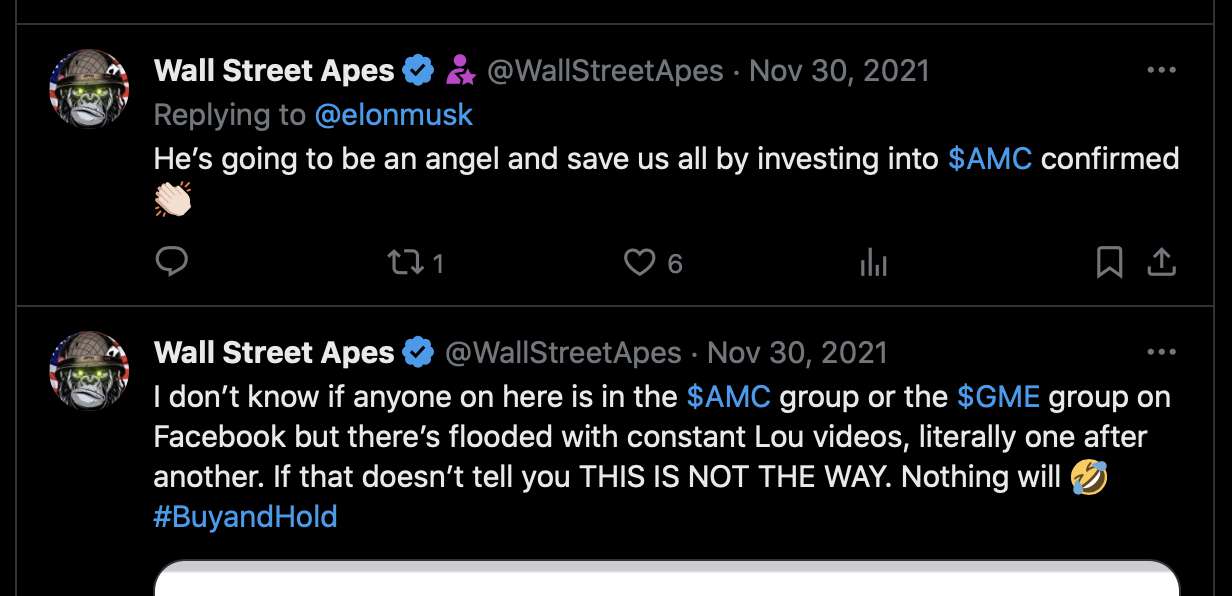 Wall Street Apes @WallStreetApes · Nov 30, 2021
Replying to @elonmusk
He’s going to be an angel and save us all by investing into $AMC confirmed
👏🏻
1 6
Wall Street Apes @WallStreetApes · Nov 30, 2021
I don’t know if anyone on here is in the $AMC group or the $GME group on
Facebook but there’s flooded with constant Lou videos, literally one after
another. If that doesn’t tell you THIS IS NOT THE WAY. Nothing will 🤣
#BuyandHold